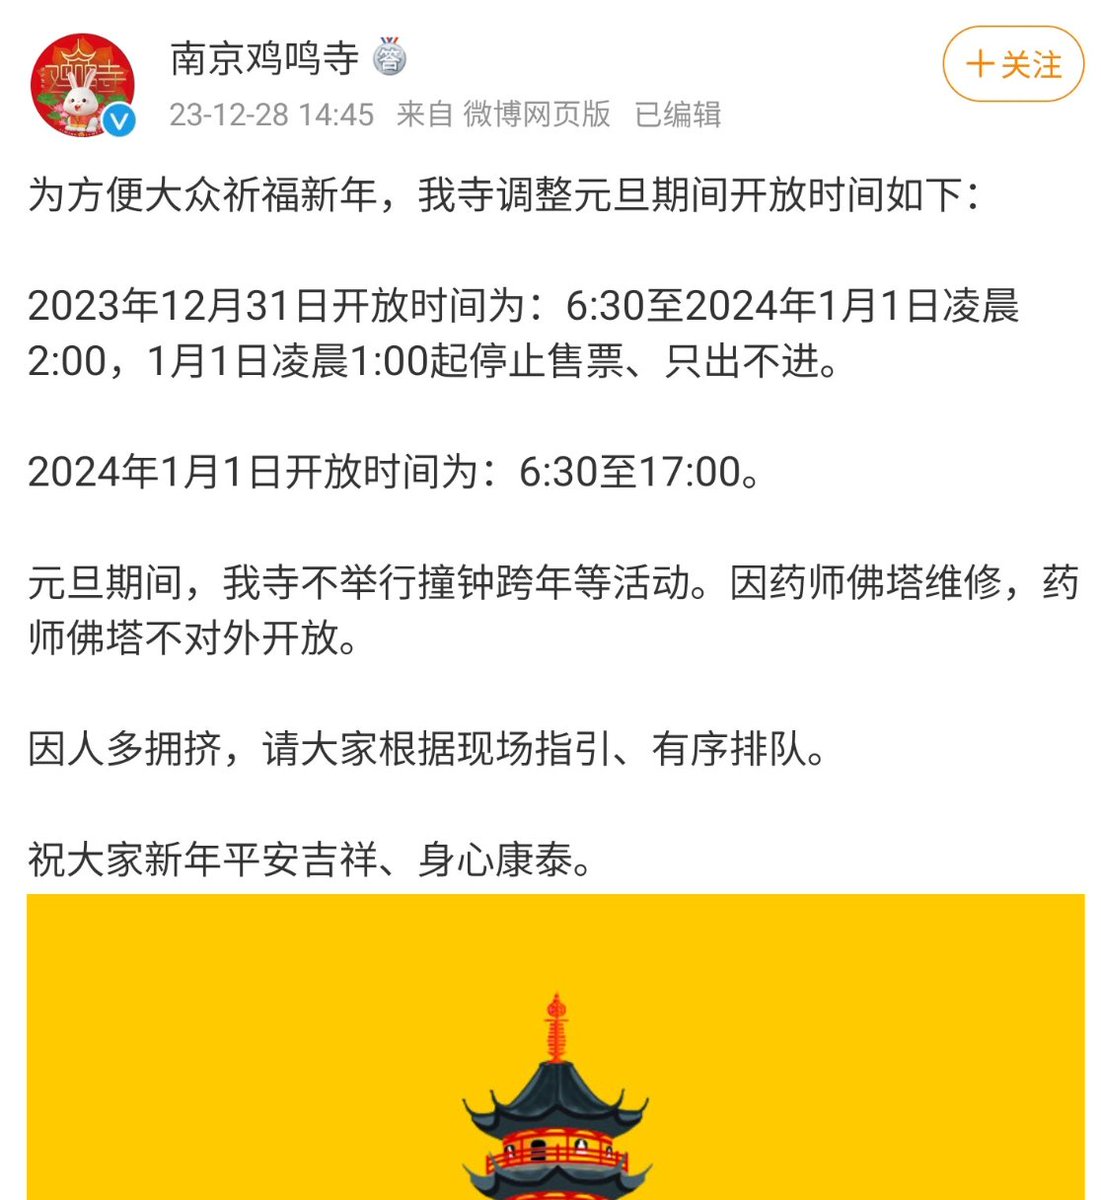 南京鸡鸣寺 答
23-12-28 14:45 来自 微博网页版 已编辑
+关注
鸡鸣寺
为方便大众祈福新年，我寺调整元旦期间开放时间如下：
2023年12月31日开放时间为：6:30至2024年1月1日凌晨
2:00，1月1日凌晨1:00起停止售票、只出不进。
2024年1月1日开放时间为：6:30至17:00。
元旦期间，我寺不举行撞钟跨年等活动。因药师佛塔维修，药
师佛塔不对外开放。
因人多拥挤，请大家根据现场指引、有序排队。
祝大家新年平安吉祥、身心康泰。